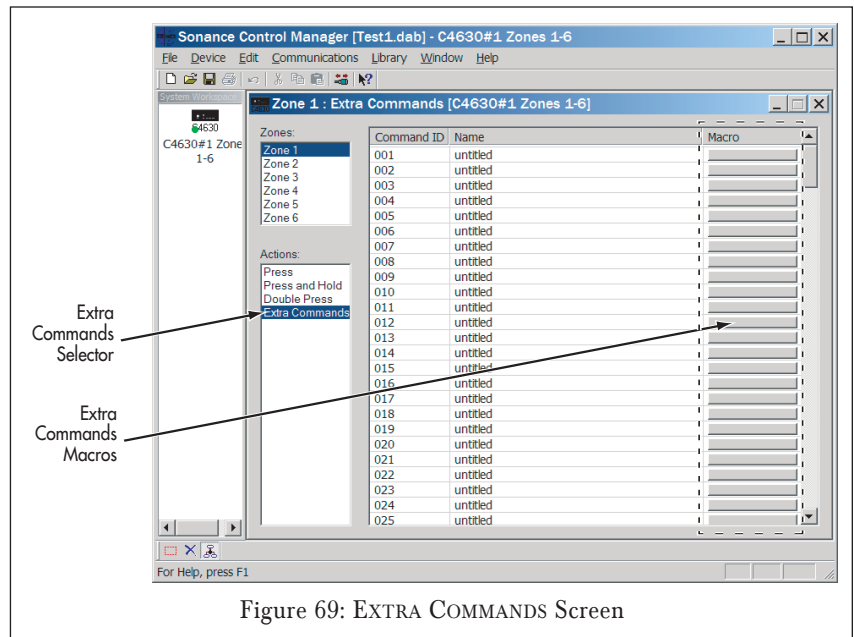 Sonance Control Manager [Test1.dab] - C4630#1 Zones 1-6
File Device Edit Communications Library Window Help
System Workspace
C4630#1 Zone
1-6
Zone 1 : Extra Commands [C4630#1 Zones 1-6]
Zones:
Zone 1
Zone 2
Zone 3
Zone 4
Zone 5
Zone 6
Actions:
Press
Press and Hold
Double Press
Extra Commands
Command ID Name Macro
001 untitled
002 untitled
003 untitled
004 untitled
005 untitled
006 untitled
007 untitled
008 untitled
009 untitled
010 untitled
011 untitled
012 untitled
013 untitled
014 untitled
015 untitled
016 untitled
017 untitled
018 untitled
019 untitled
020 untitled
021 untitled
022 untitled
023 untitled
024 untitled
025 untitled
Extra
Commands
Selector
Extra
Commands
Macros
For Help, press F1
Figure 69: EXTRA COMMANDS Screen